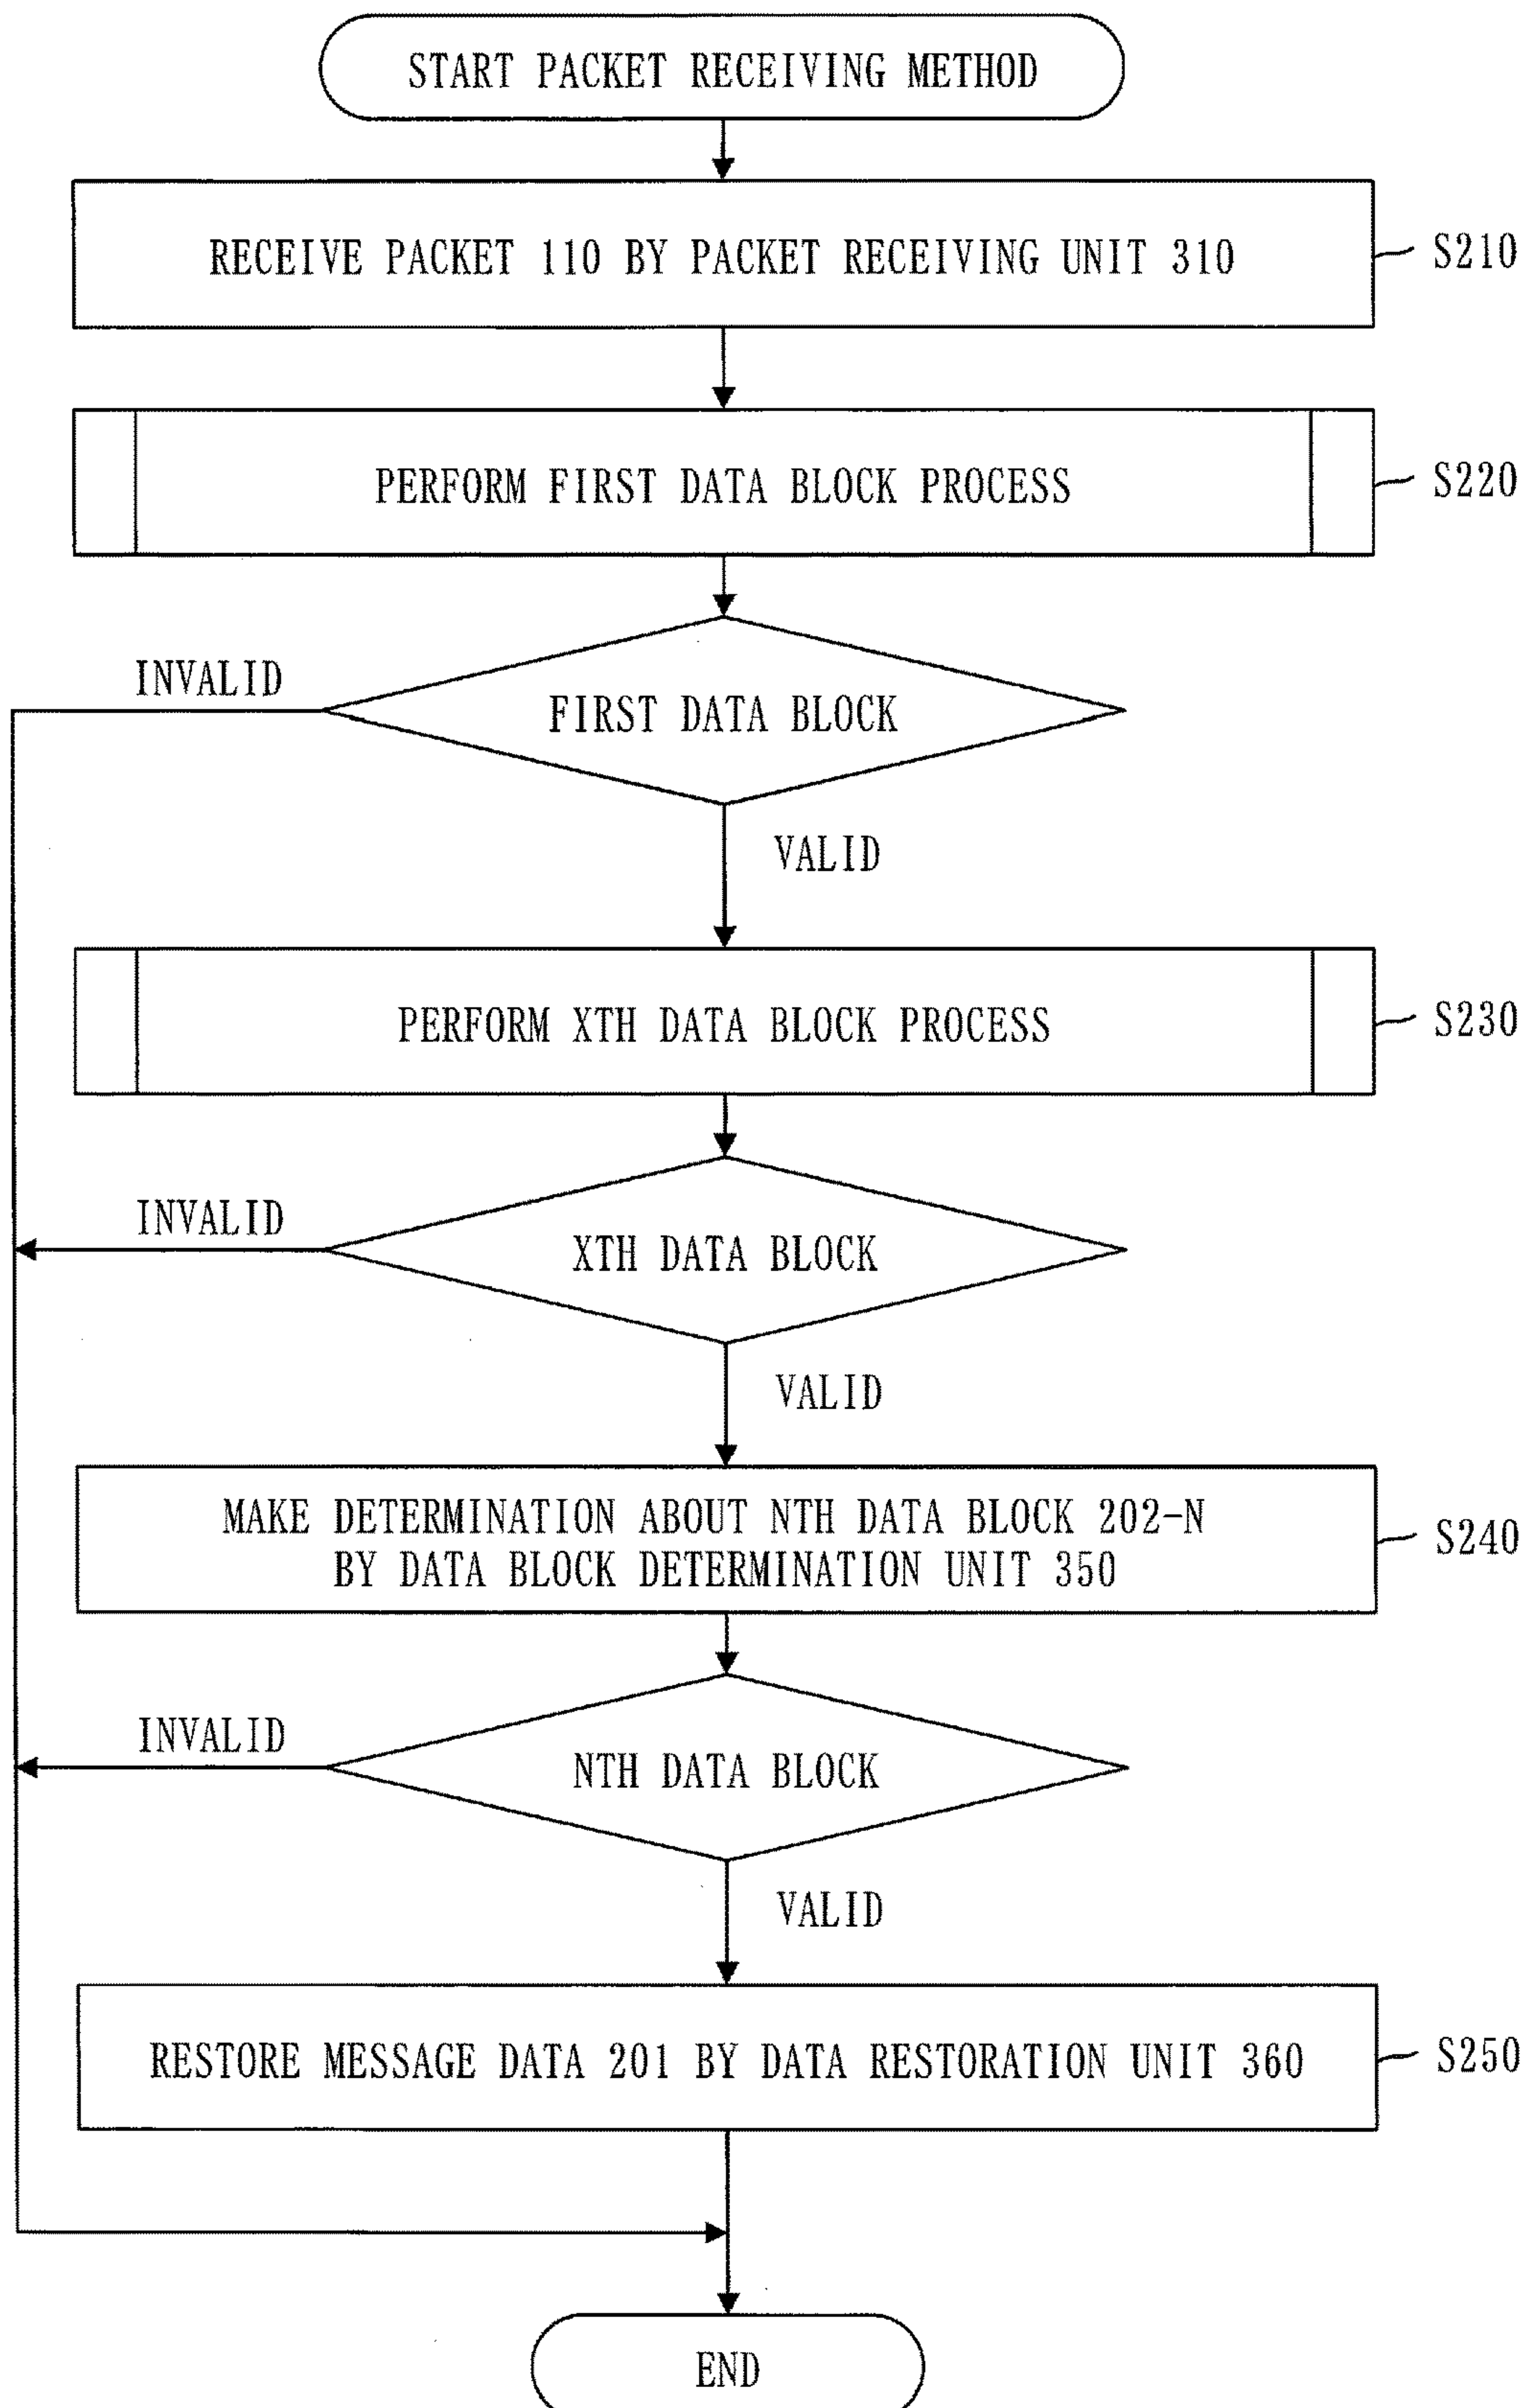 START PACKET RECEIVING METHOD
RECEIVE PACKET 110 BY PACKET RECEIVING UNIT 310
S210
PERFORM FIRST DATA BLOCK PROCESS
S220
INVALID
FIRST DATA BLOCK
VALID
PERFORM XTH DATA BLOCK PROCESS
S230
INVALID
XTH DATA BLOCK
VALID
MAKE DETERMINATION ABOUT NTH DATA BLOCK 202-N
BY DATA BLOCK DETERMINATION UNIT 350
S240
INVALID
NTH DATA BLOCK
VALID
RESTORE MESSAGE DATA 201 BY DATA RESTORATION UNIT 360
S250
END